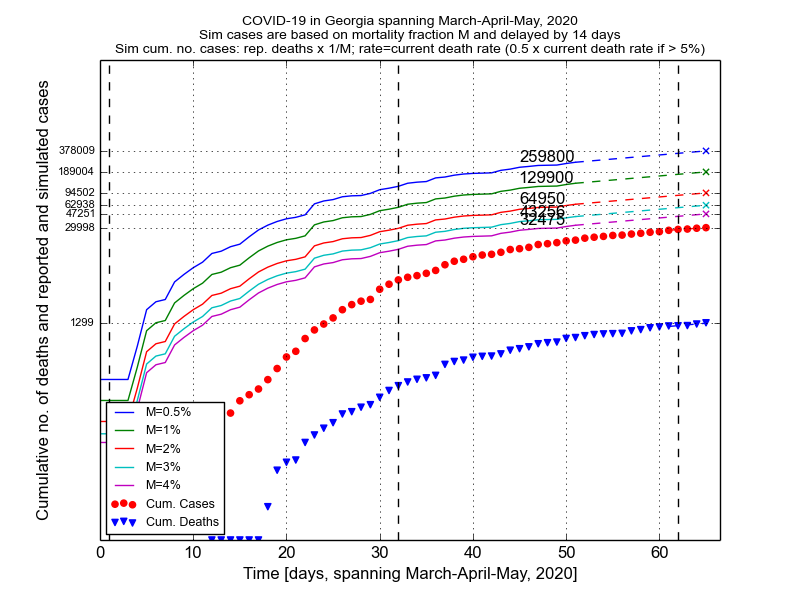 COVID-19 in Georgia spanning March-April-May, 2020
Sim cases are based on mortality fraction M and delayed by 14 days
Sim cum. no. cases: rep. deaths x 1/M; rate=current death rate (0.5 x current death rate if > 5%)
Cumulative no. of deaths and reported and simulated cases
378009
189004
94502
62938
47251
29998
1299
259800
129900
64950
43256
32475
M=0.5%
M=1%
M=2%
M=3%
M=4%
Cum. Cases
Cum. Deaths
0 10 20 30 40 50 60
Time [days, spanning March-April-May, 2020]